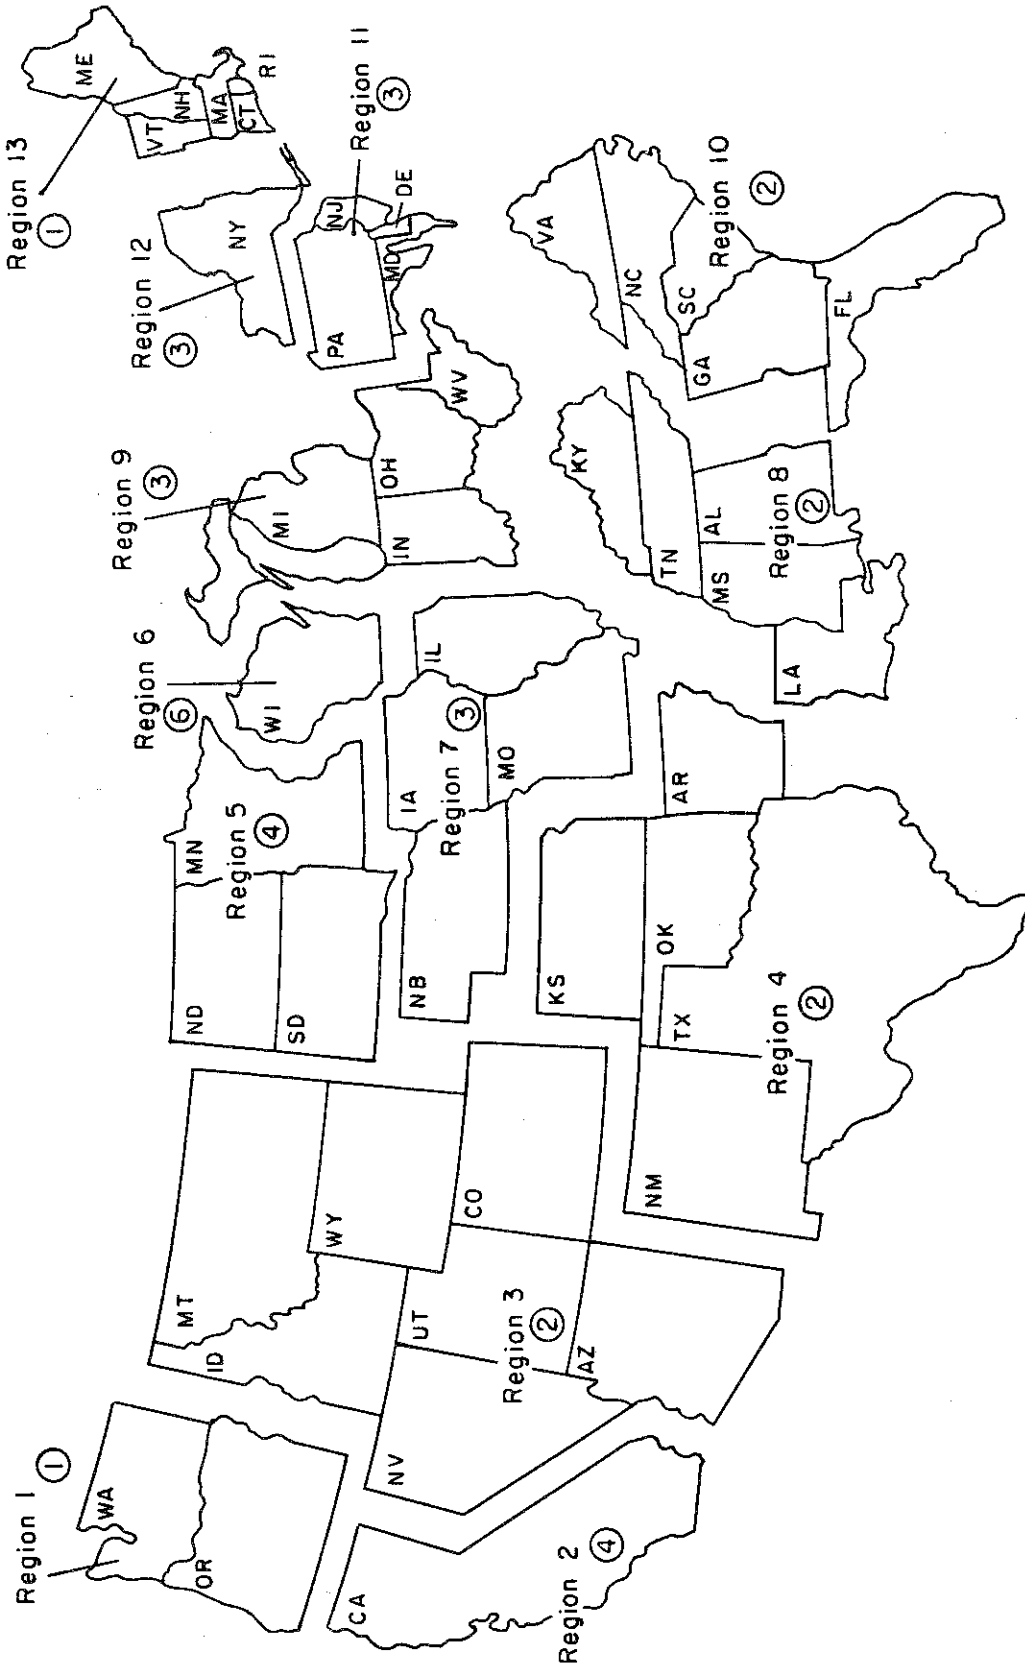 Region 1
1
WA
OR
Region 2
4
CA
Region 3
2
NV
UT
AZ
ID
MT
WY
CO
Region 4
2
NM
TX
OK
KS
AR
Region 5
4
ND
SD
MN
Region 6
6
WI
Region 7
3
NB
IA
MO
IL
Region 8
2
KY
TN
MS
AL
LA
Region 9
3
MI
IN
OH
WV
Region 10
2
VA
NC
SC
GA
FL
Region 11
3
PA
NJ
MD
DE
Region 12
3
NY
Region 13
1
ME
VT
NH
MA
CT
RI